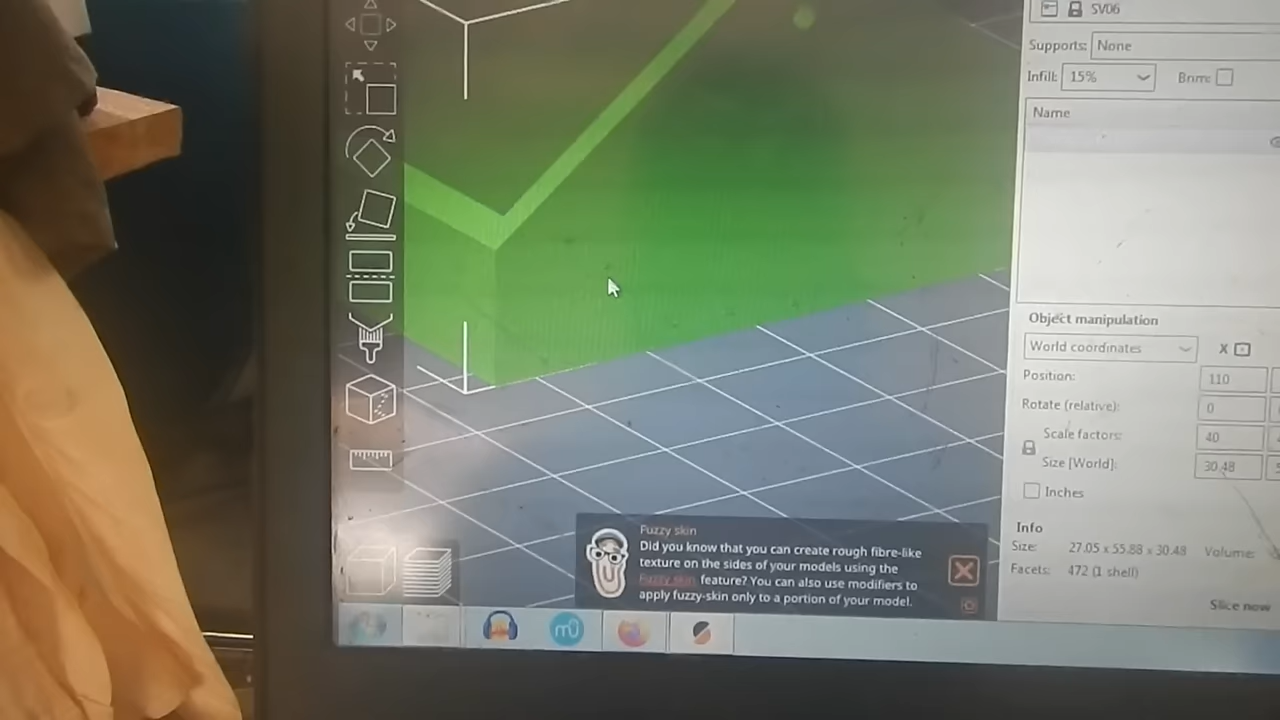 SV06
Supports: None
Infill: 15% Brim:
Name
Object manipulation
World coordinates X
Position: 110
Rotate (relative): 0
Scale factors: 40
Size [World]: 30.48
Inches
Info
Size: 27.05 x 55.88 x 30.48 Volume:
Facets: 472 (1 shell)
Slice now
Fuzzy skin
Did you know that you can create rough fibre-like
texture on the sides of your models using the
Fuzzy skin feature? You can also use modifiers to
apply fuzzy-skin only to a portion of your model.